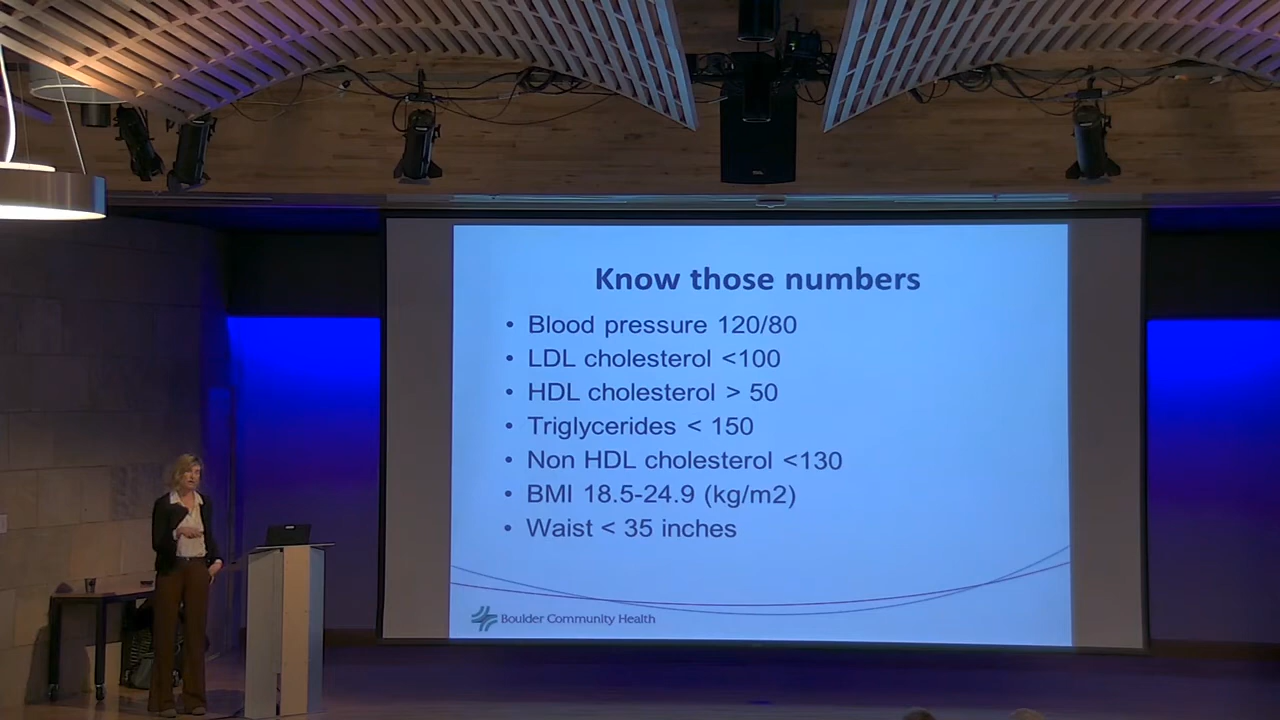 Know those numbers
• Blood pressure 120/80
• LDL cholesterol <100
• HDL cholesterol > 50
• Triglycerides < 150
• Non HDL cholesterol <130
• BMI 18.5-24.9 (kg/m2)
• Waist < 35 inches
Boulder Community Health